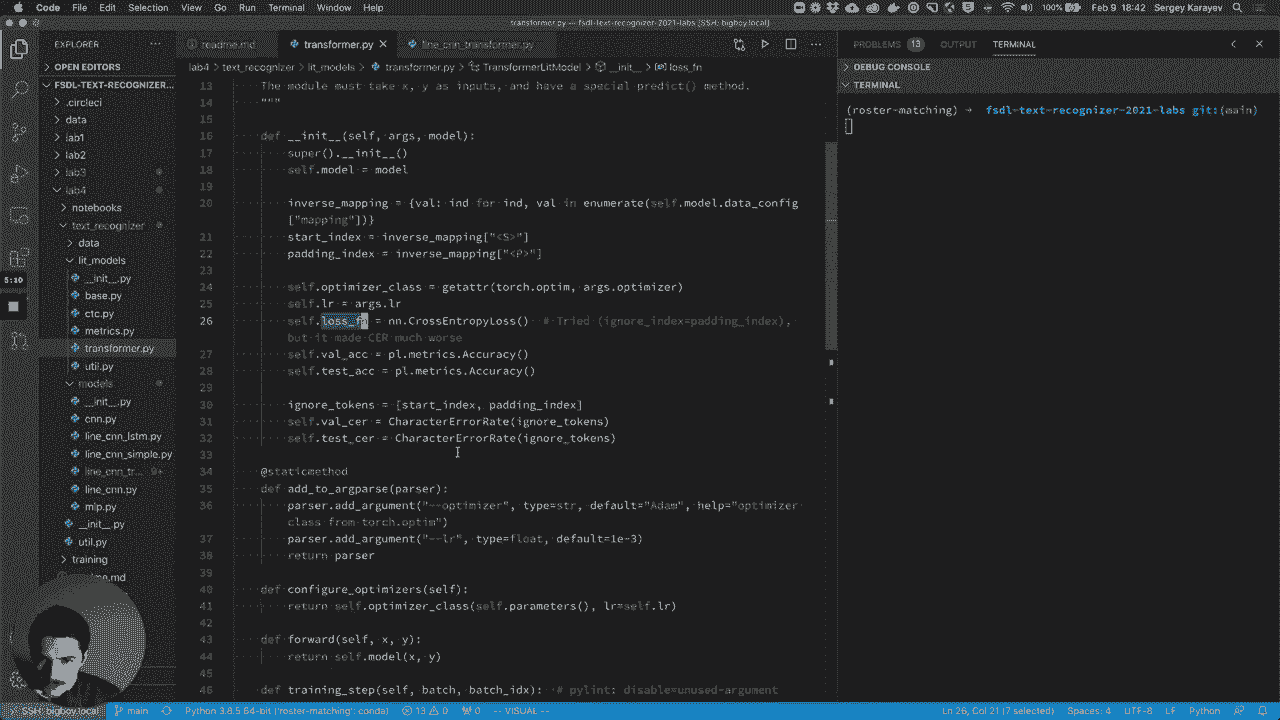 Code File Edit Selection View Go Run Terminal Window Help
100% Feb 9 18:42 Sergey Karayev
transformer.py — fsdl-text-recognizer-2021-labs [SSH: bigboy.local]
EXPLORER
OPEN EDITORS
FSDL-TEXT-RECOGNIZER...
.circleci
data
lab1
lab2
lab3
lab4
notebooks
text_recognizer
data
lit_models
__init__.py
base.py
ctc.py
metrics.py
transformer.py
util.py
models
__init__.py
cnn.py
line_cnn_lstm.py
line_cnn_simple.py
line_cnn_tr... 9+
line_cnn.py
mlp.py
__init__.py
util.py
training
5:10
readme.md transformer.py line_cnn_transformer.py
lab4 > text_recognizer > lit_models > transformer.py > TransformerLitModel > __init__ > loss_fn
13 The module must take x, y as inputs, and have a special predict() method.
14 """
15
16 def __init__(self, args, model):
17 super().__init__()
18 self.model = model
19
20 inverse_mapping = {val: ind for ind, val in enumerate(self.model.data_config
["mapping"])}
21 start_index = inverse_mapping["<S>"]
22 padding_index = inverse_mapping["<P>"]
23
24 self.optimizer_class = getattr(torch.optim, args.optimizer)
25 self.lr = args.lr
26 self.loss_fn = nn.CrossEntropyLoss() # Tried (ignore_index=padding_index),
but it made CER much worse
27 self.val_acc = pl.metrics.Accuracy()
28 self.test_acc = pl.metrics.Accuracy()
29
30 ignore_tokens = [start_index, padding_index]
31 self.val_cer = CharacterErrorRate(ignore_tokens)
32 self.test_cer = CharacterErrorRate(ignore_tokens)
33
34 @staticmethod
35 def add_to_argparse(parser):
36 parser.add_argument("--optimizer", type=str, default="Adam", help="optimizer
class from torch.optim")
37 parser.add_argument("--lr", type=float, default=1e-3)
38 return parser
39
40 def configure_optimizers(self):
41 return self.optimizer_class(self.parameters(), lr=self.lr)
42
43 def forward(self, x, y):
44 return self.model(x, y)
45
46 def training_step(self, batch, batch_idx): # pylint: disable=unused-argument
PROBLEMS 13 OUTPUT TERMINAL
DEBUG CONSOLE
TERMINAL
(roster-matching) → fsdl-text-recognizer-2021-labs git:(main)
SSH: bigboy.local main Python 3.8.5 64-bit ('roster-matching': conda) 13 0 0 -- VISUAL -- Ln 26, Col 21 (7 selected) Spaces: 4 UTF-8 LF Python